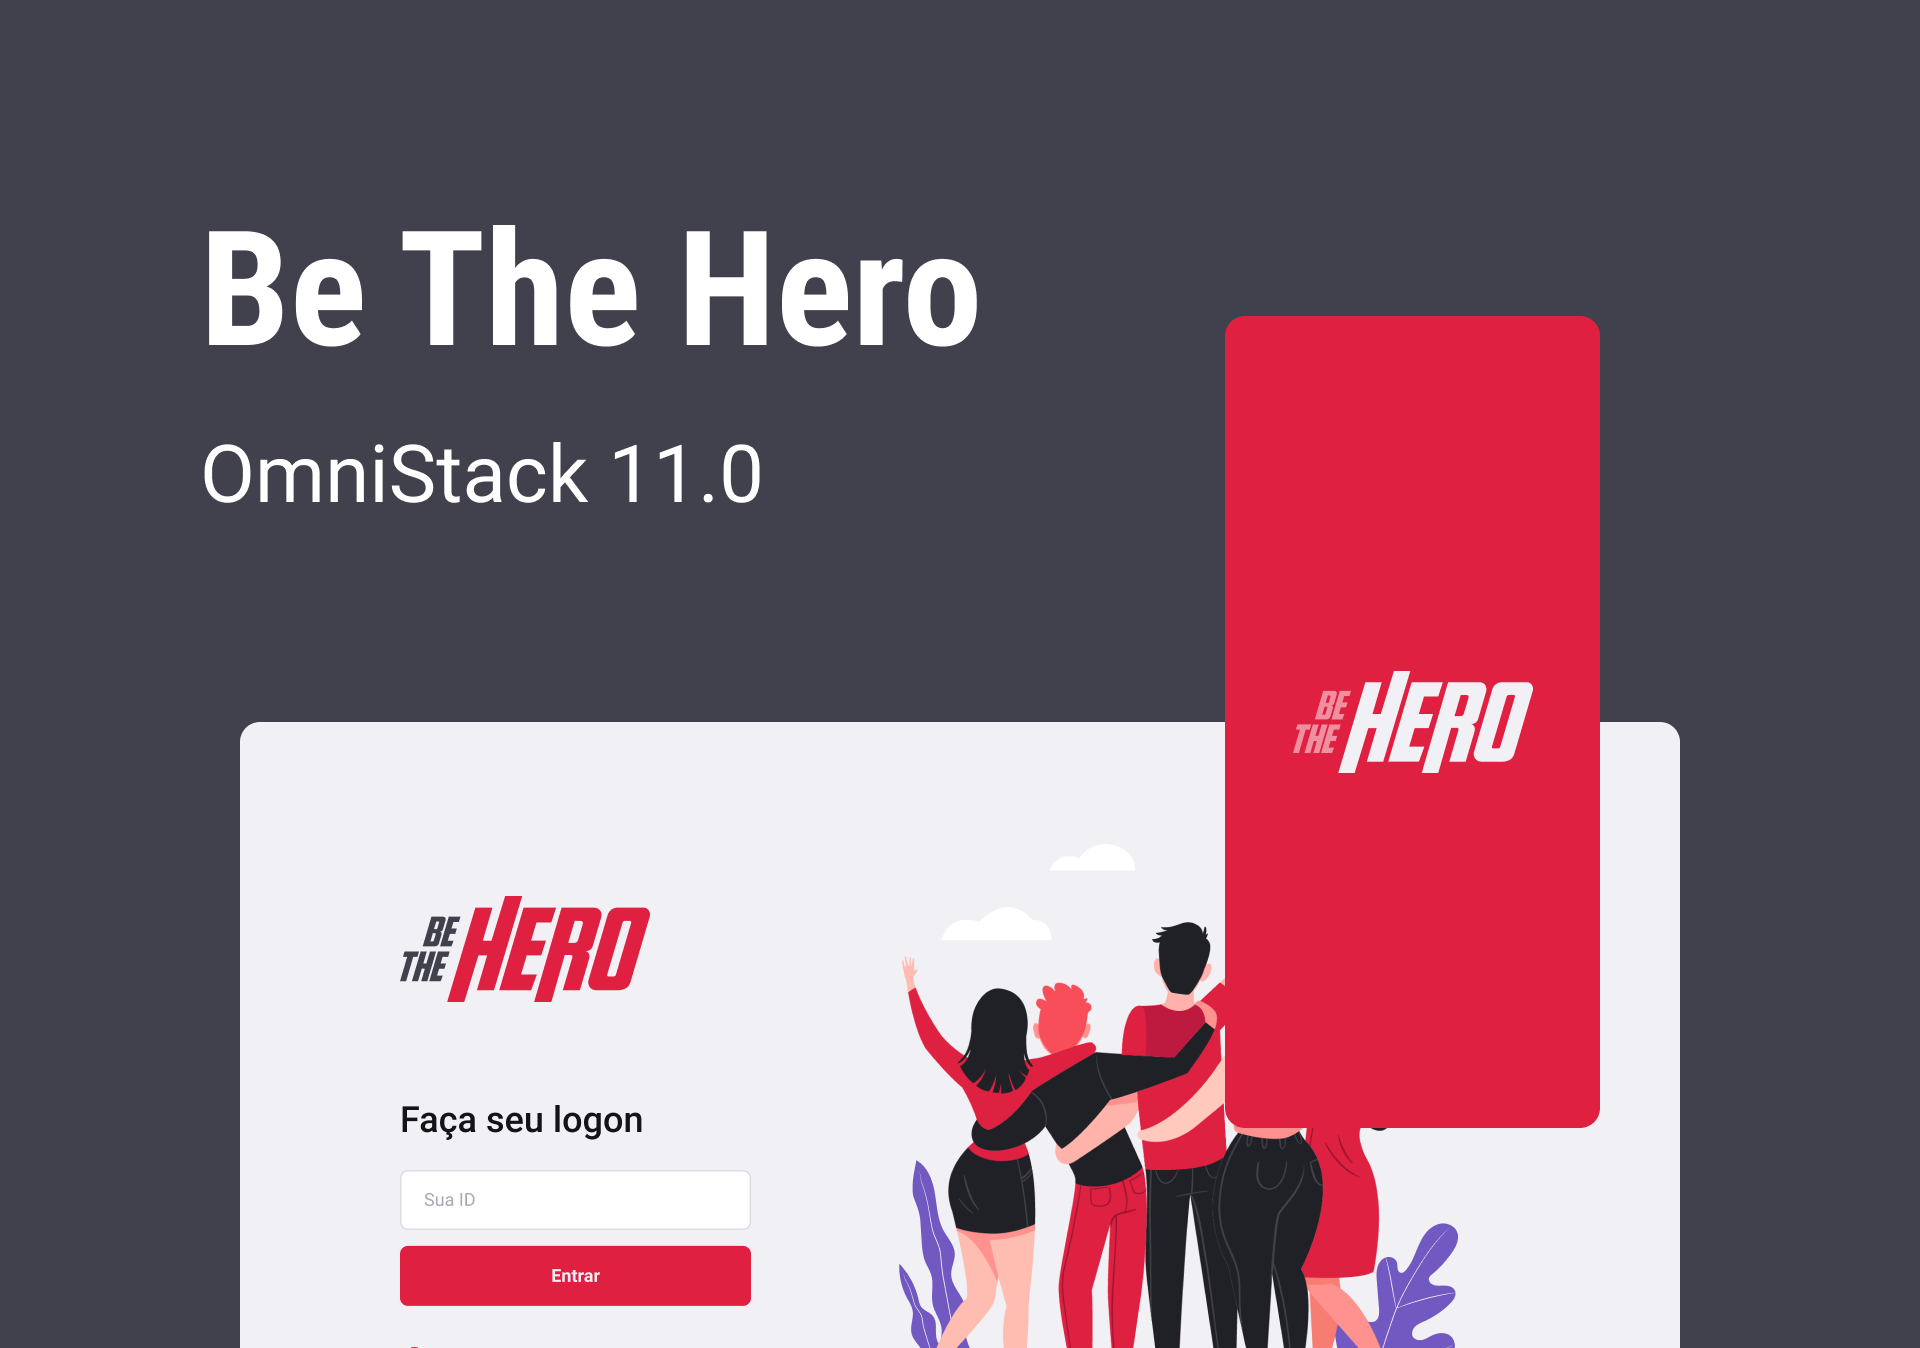 Be The Hero
OmniStack 11.0
BE
THE HERO
BE
THE HERO
Faça seu logon
Sua ID
Entrar